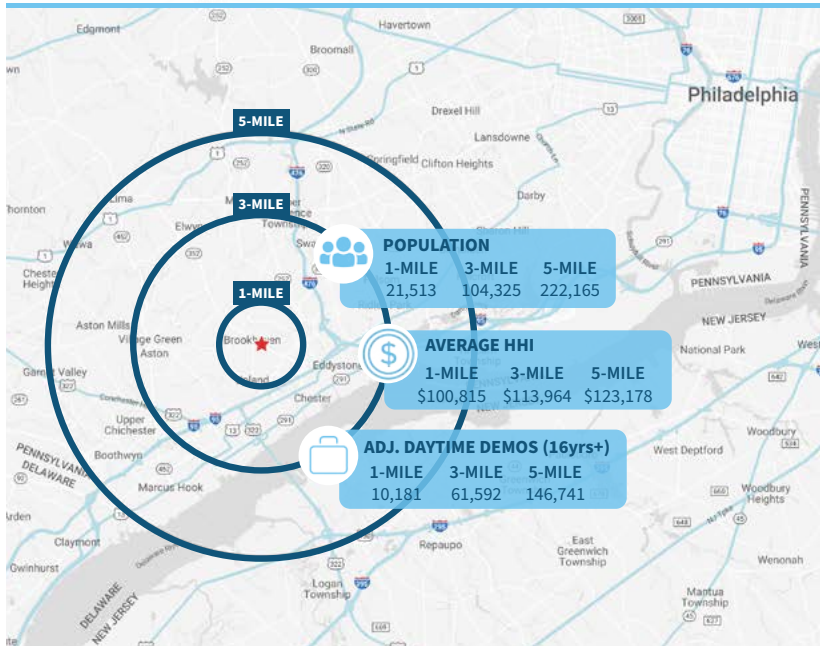 Edgmont
Havertown
Broomall
Philadelphia
Drexel Hill
5-MILE
N State Rd
Lansdowne
Springfield
Clifton Heights
Lima
3-MILE
Darby
Thornton
Elwyn
Township
Wawa
Chester
Heights
POPULATION
1-MILE 3-MILE 5-MILE
21,513 104,325 222,165
PENNSYLVANIA
PENNSYLVANIA
NEW JERSEY
1-MILE
Aston Mills
Village Green
Aston
Brookhaven
AVERAGE HHI
1-MILE 3-MILE 5-MILE
$100,815 $113,964 $123,178
National Park
Eddystone
Chester
Upper
Chichester
Boothwyn
ADJ. DAYTIME DEMOS (16yrs+)
1-MILE 3-MILE 5-MILE
10,181 61,592 146,741
Woodbury
West Deptford
Woodbury
Heights
PENNSYLVANIA
DELAWARE
Marcus Hook
Arden
Claymont
Gwinhurst
Repaupo
East
Greenwich
Township
Wenonah
Logan
Township
Mantua
Township
DELAWARE
NEW JERSEY